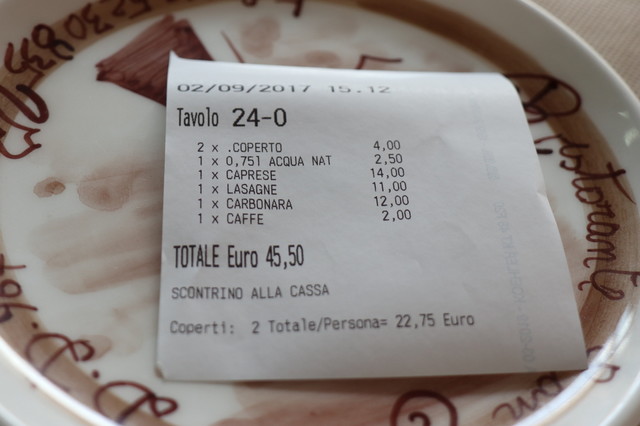 02/09/2017 15.12
Tavolo 24-0
2 x .COPERTO 4,00
1 x 0,75l ACQUA NAT 2,50
1 x CAPRESE 14,00
1 x LASAGNE 11,00
1 x CARBONARA 12,00
1 x CAFFE 2,00
TOTALE Euro 45,50
SCONTRINO ALLA CASSA
Coperti: 2 Totale/Persona= 22,75 Euro
Ristorante